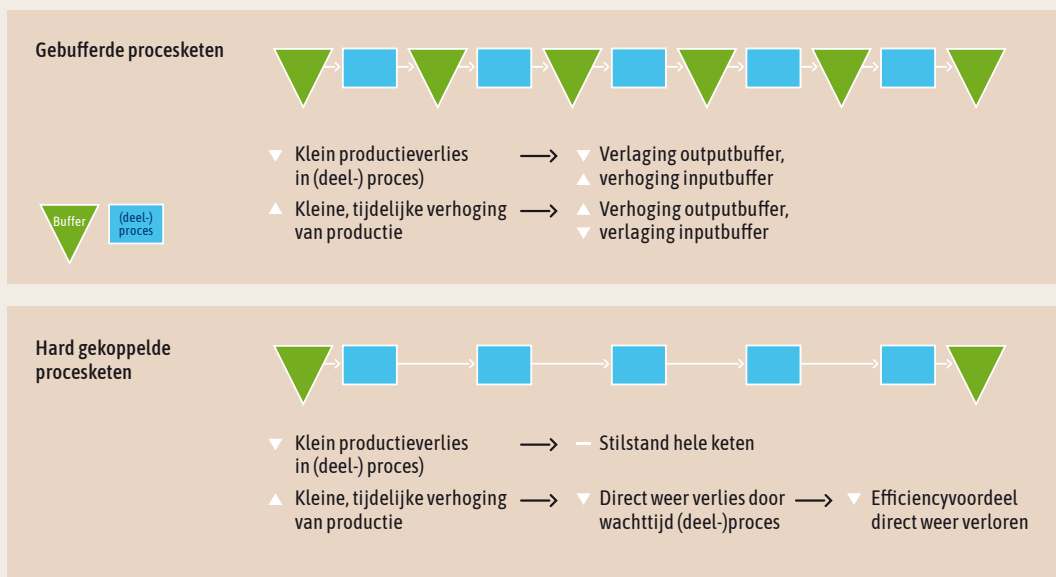 Gebufferde procesketen
Klein productieverlies
in (deel-) proces)
Verlaging outputbuffer,
verhoging inputbuffer
Kleine, tijdelijke verhoging
van productie
Verhoging outputbuffer,
verlaging inputbuffer
Buffer
(deel-)
proces
Hard gekoppelde
procesketen
Klein productieverlies
in (deel-) proces)
Stilstand hele keten
Kleine, tijdelijke verhoging
van productie
Direct weer verlies door
wachttijd (deel-)proces
Efficiencyvoordeel
direct weer verloren